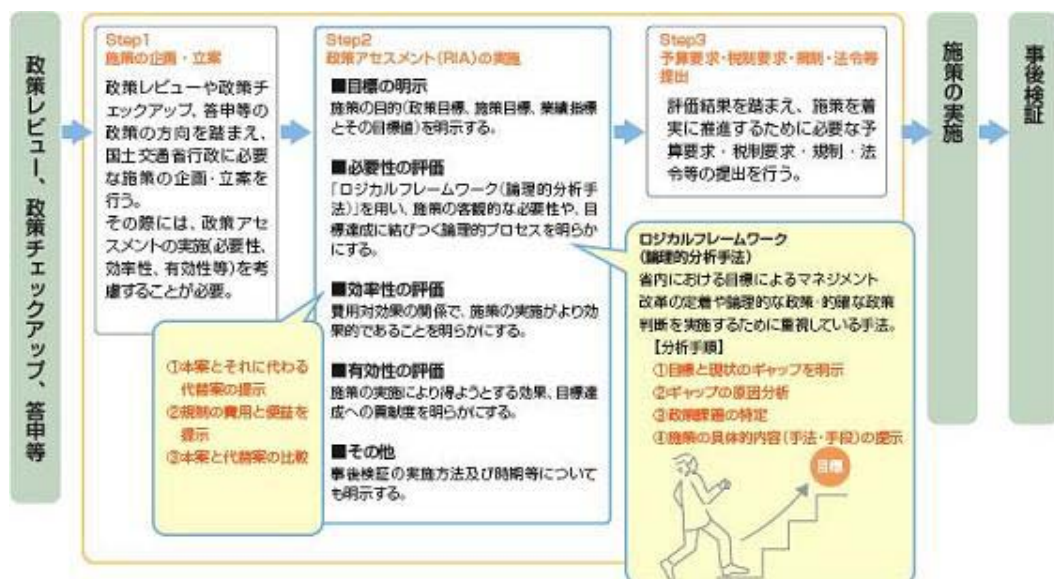 政策レビュー、政策チェックアップ、答申等
Step1
施策の企画・立案
政策レビューや政策チ
ェックアップ、答申等の
政策の方向を踏まえ、
国土交通省行政に必要
な施策の企画・立案を
行う。
その際には、政策アセ
スメントの実施(必要性、
効率性、有効性等)を考
慮することが必要。
①本案とそれに代わる
代替案の提示
②規制の費用と便益を
提示
③本案と代替案の比較
Step2
政策アセスメント(RIA)の実施
■目標の明示
施策の目的(政策目標、施策目標、業績指標
とその目標値)を明示する。
■必要性の評価
「ロジカルフレームワーク(論理的分析手
法)」を用い、施策の客観的な必要性や、目
標達成に結びつく論理的プロセスを明らか
にする。
■効率性の評価
費用対効果の関係で、施策の実施がより効
果的であることを明らかにする。
■有効性の評価
施策の実施により得ようとする効果、目標達
成への貢献度を明らかにする。
■その他
事後検証の実施方法及び時期等について
も明示する。
Step3
予算要求・税制要求・規制・法令等
提出
評価結果を踏まえ、施策を着
実に推進するために必要な予
算要求・税制要求・規制・法
令等の提出を行う。
ロジカルフレームワーク
(論理的分析手法)
省内における目標によるマネジメント
改革の定着や論理的な政策・的確な政策
判断を実施するために重視している手法。
【分析手順】
①目標と現状のギャップを明示
②ギャップの原因分析
③政策課題の特定
④施策の具体的内容(手法・手段)の提示
目標
施策の実施
事後検証